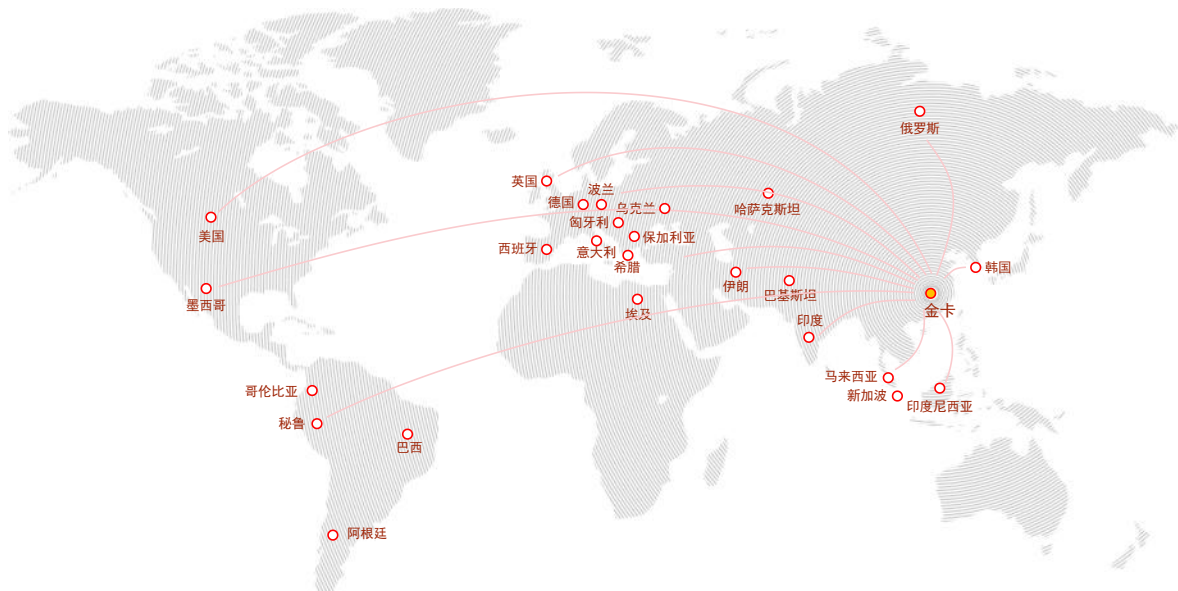 俄罗斯
英国
波兰
德国
乌克兰
哈萨克斯坦
匈牙利
美国
保加利亚
西班牙
意大利
希腊
韩国
伊朗
巴基斯坦
墨西哥
埃及
金卡
印度
马来西亚
哥伦比亚
新加波
印度尼西亚
秘鲁
巴西
阿根廷